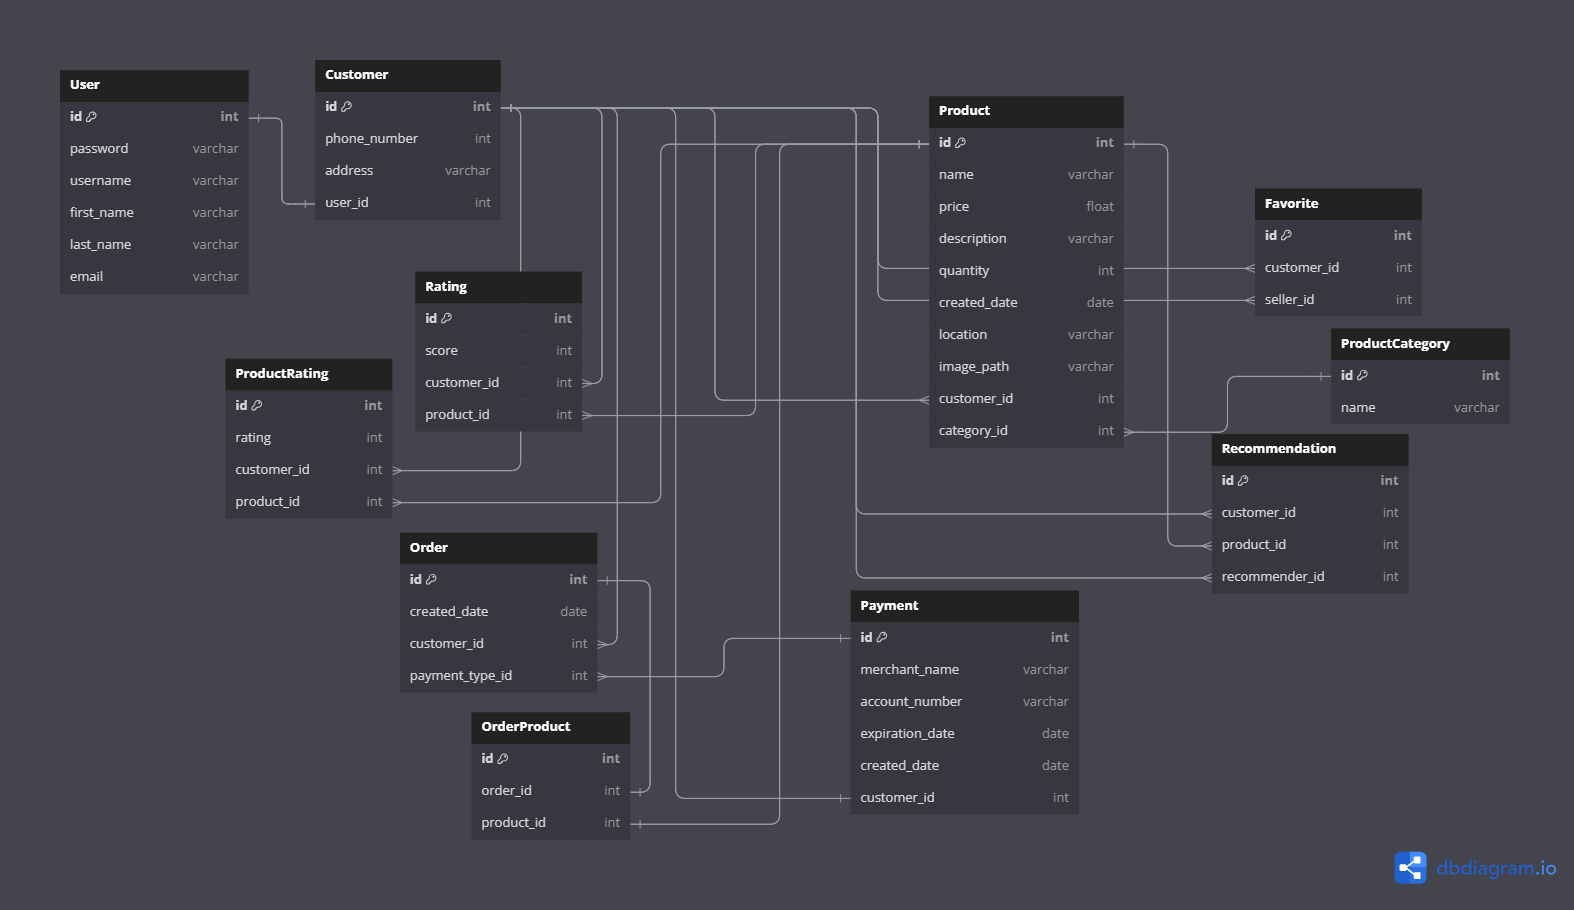 User
id int
password varchar
username varchar
first_name varchar
last_name varchar
email varchar
Customer
id int
phone_number int
address varchar
user_id int
Rating
id int
score int
customer_id int
product_id int
ProductRating
id int
rating int
customer_id int
product_id int
Order
id int
created_date date
customer_id int
payment_type_id int
OrderProduct
id int
order_id int
product_id int
Product
id int
name varchar
price float
description varchar
quantity int
created_date date
location varchar
image_path varchar
customer_id int
category_id int
Favorite
id int
customer_id int
seller_id int
ProductCategory
id int
name varchar
Recommendation
id int
customer_id int
product_id int
recommender_id int
Payment
id int
merchant_name varchar
account_number varchar
expiration_date date
created_date date
customer_id int
dbdiagram.io